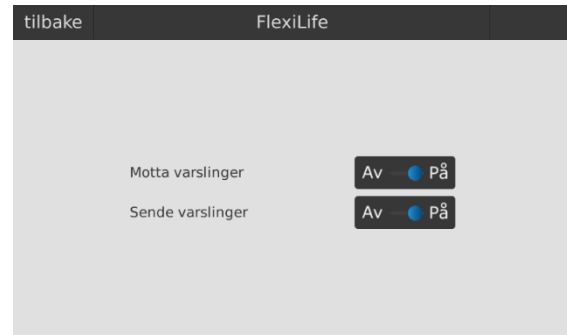 tilbake FlexiLife
Motta varslinger Av På
Sende varslinger Av På